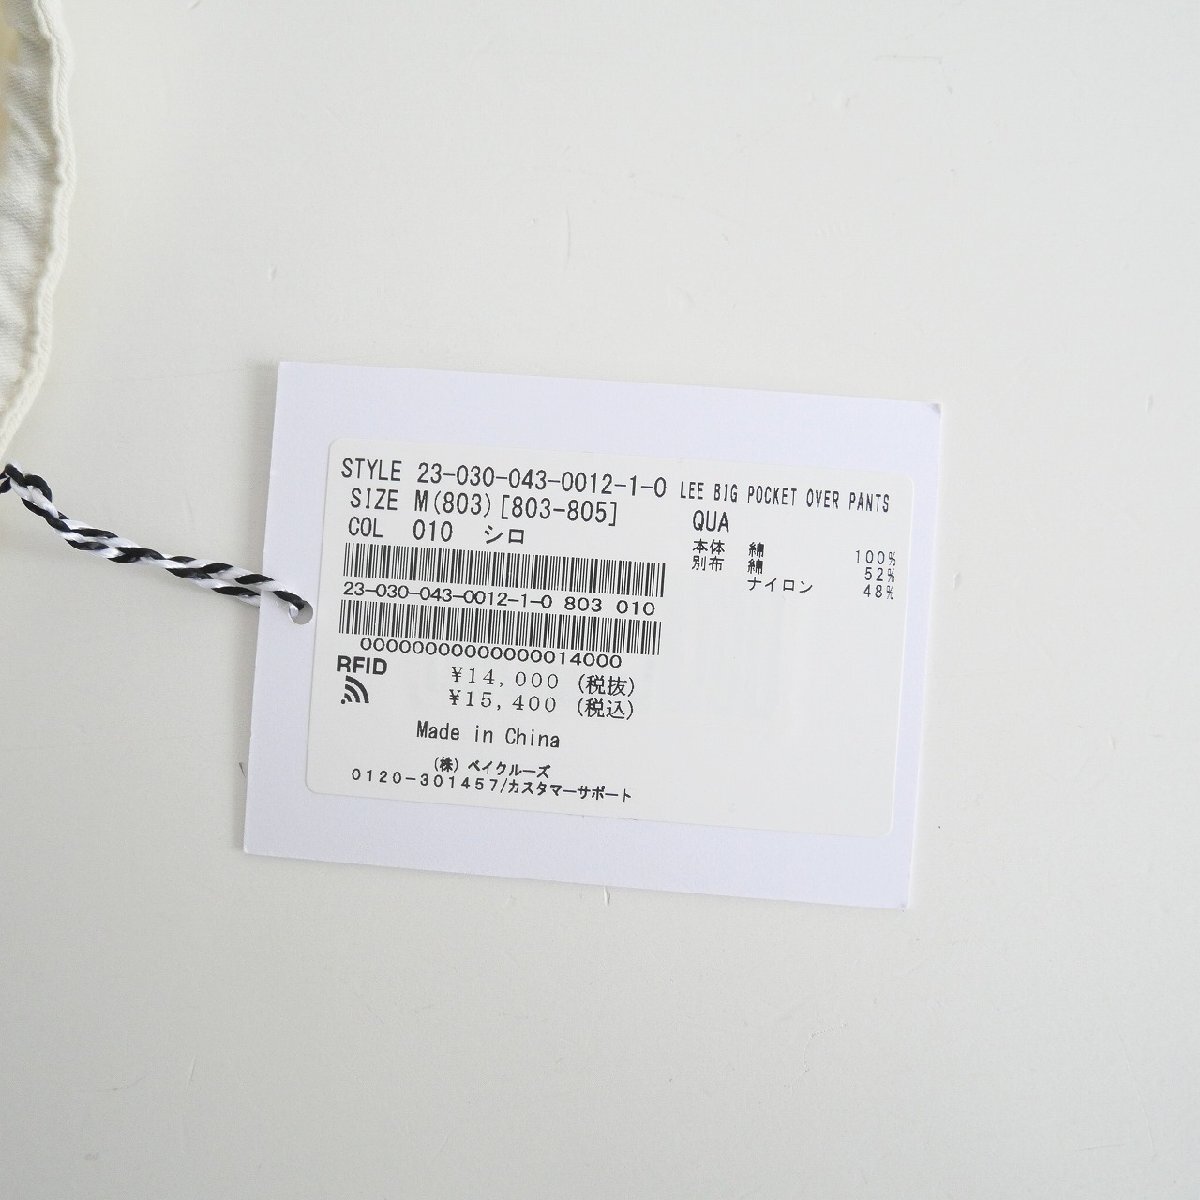 STYLE 23-030-043-0012-1-0 LEE BIG POCKET OVER PANTS
SIZE M(803)[803-805]
COL 010 シロ
QUA
本体 綿 100%
別布 綿 52%
ナイロン 48%
23-030-043-0012-1-0 803 010
00000000000000014000
RFID
¥14,000 (税抜)
¥15,400 (税込)
Made in China
(株) ベイクルーズ
0120-301457/カスタマーサポート